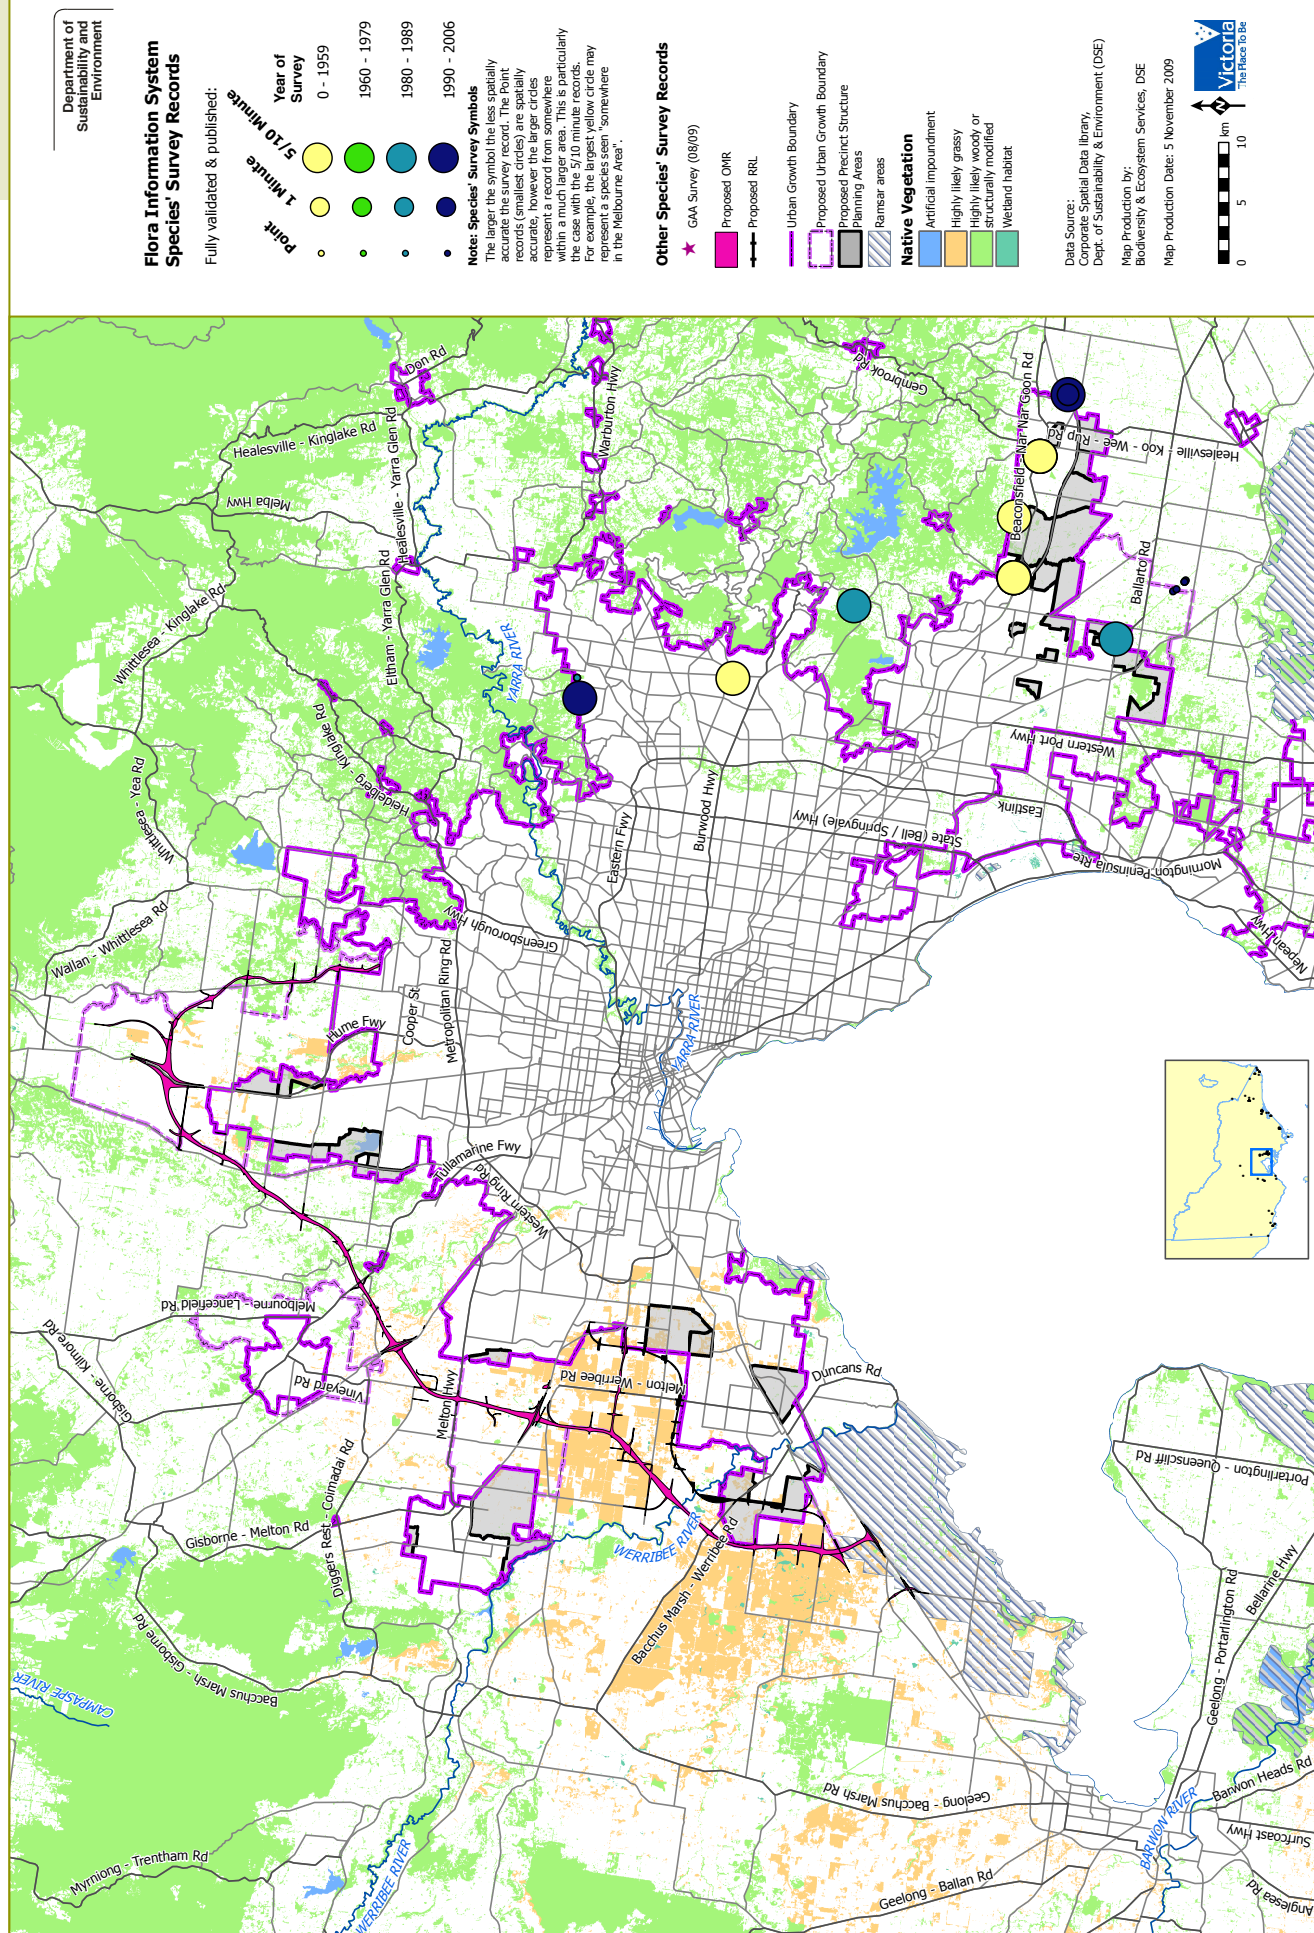 Department of
Sustainability and
Environment
Flora Information System
Species' Survey Records
Fully validated & published:
Point
1 Minute
5/10 Minute
Year of
Survey
0 - 1959
1960 - 1979
1980 - 1989
1990 - 2006
Note: Species' Survey Symbols
The larger the symbol the less spatially
accurate the survey record. The Point
records (smallest circles) are spatially
accurate, however the larger circles
represent a record from somewhere
within a much larger area. This is particularly
the case with the 5/10 minute records.
For example, the largest yellow circle may
represent a species seen "somewhere
in the Melbourne Area".
Other Species' Survey Records
GAA Survey (08/09)
Proposed OMR
Proposed RRL
Urban Growth Boundary
Proposed Urban Growth Boundary
Proposed Precinct Structure
Planning Areas
Ramsar areas
Native Vegetation
Artificial impoundment
Highly likely grassy
Highly likely woody or
structurally modified
Wetland habitat
Data Source:
Corporate Spatial Data library,
Dept. of Sustainability & Environment (DSE)
Map Production by:
Biodiversity & Ecosystem Services, DSE
Map Production Date: 5 November 2009
0
5
10
km
N
Victoria
The Place To Be
Don Rd
Healesville - Kinglake Rd
Healesville - Yarra Glen Rd
Melba Hwy
Warburton Hwy
Gembrook Rd
Beaconsfield - Nar Nar Goon Rd
Healesville - Koo - Wee - Rup Rd
Whittlesea - Kinglake Rd
Eltham - Yarra Glen Rd
YARRA RIVER
Ballarto Rd
Heidelberg - Kinglake Rd
Whittlesea - Yea Rd
Western Port Hwy
Eastern Fwy
Burwood Hwy
State (Bell / Springvale) Hwy
Eastlink
Mornington Peninsula Rte
Nepean Hwy
Wallan - Whittlesea Rd
Greensborough Hwy
Metropolitan Ring Rd
Cooper St
Hume Fwy
YARRA RIVER
Tullamarine Fwy
Western Ring Rd
Melbourne - Lancefield Rd
Gisborne - Kilmore Rd
Vineyard Rd
Melton Hwy
Melton - Werribee Rd
Duncans Rd
Diggers Rest - Coimadai Rd
Gisborne - Melton Rd
WERRIBEE RIVER
Bacchus Marsh - Werribee Rd
Bacchus Marsh - Gisborne Rd
CAMPASPE RIVER
Portarlington - Queenscliff Rd
Geelong - Portarlington Rd
Bellarine Hwy
Geelong - Bacchus Marsh Rd
Barwon Heads Rd
BARWON RIVER
Surfcoast Hwy
Myrniong - Trentham Rd
WERRIBEE RIVER
Geelong - Ballan Rd
Anglesea Rd